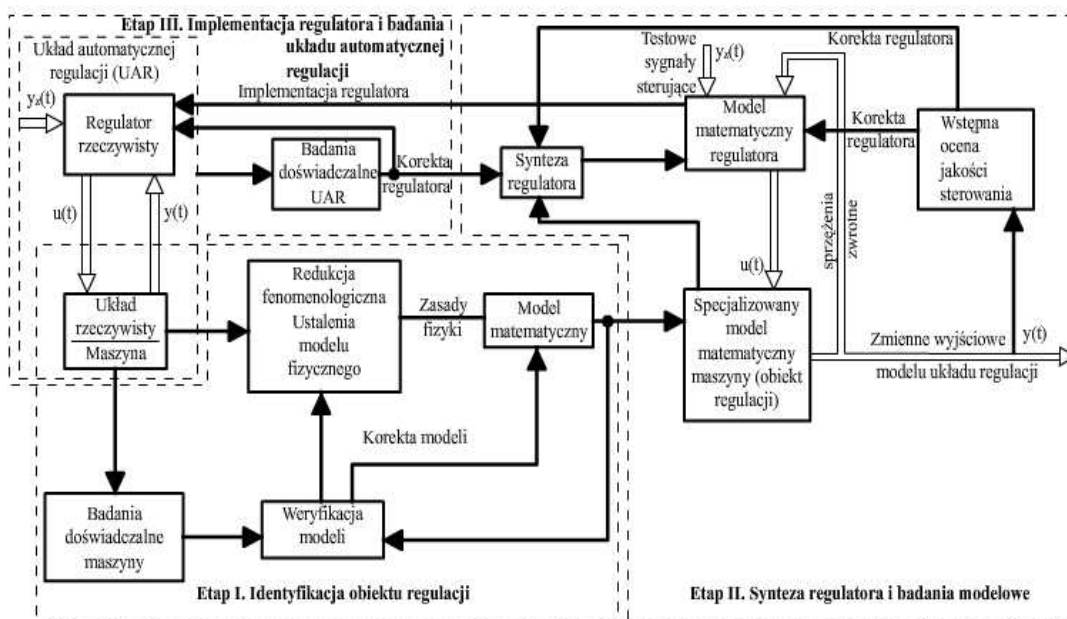 Etap III. Implementacja regulatora i badania
układu automatycznej
regulacji
Układ automatycznej
regulacji (UAR)
Implementacja regulatora
y_z(t)
Regulator
rzeczywisty
Badania
doświadczalne
UAR
Korekta
regulatora
u(t)
y(t)
Układ
rzeczywisty
Maszyna
Testowe
sygnały
sterujące
y_z(t)
Korekta regulatora
Synteza
regulatora
Model
matematyczny
regulatora
Korekta
regulatora
Wstępna
ocena
jakości
sterowania
u(t)
sprzężenia
zwrotne
Redukcja
fenomenologiczna
Ustalenia
modelu
fizycznego
Zasady
fizyki
Model
matematyczny
Specjalizowany
model
matematyczny
maszyny (obiekt
regulacji)
Zmienne wyjściowe
y(t)
modelu układu regulacji
Korekta modeli
Badania
doświadczalne
maszyny
Weryfikacja
modeli
Etap I. Identyfikacja obiektu regulacji
Etap II. Synteza regulatora i badania modelowe